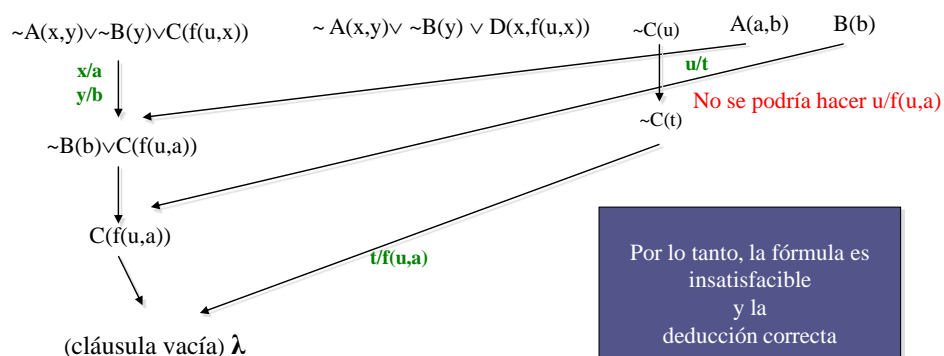 ~A(x,y)∨~B(y)∨C(f(u,x))
~ A(x,y)∨ ~B(y) ∨ D(x,f(u,x))
~C(u)
A(a,b)
B(b)
x/a
y/b
u/t
No se podría hacer u/f(u,a)
~C(t)
~B(b)∨C(f(u,a))
C(f(u,a))
t/f(u,a)
Por lo tanto, la fórmula es
insatisfacible
y la
deducción correcta
(cláusula vacía) λ